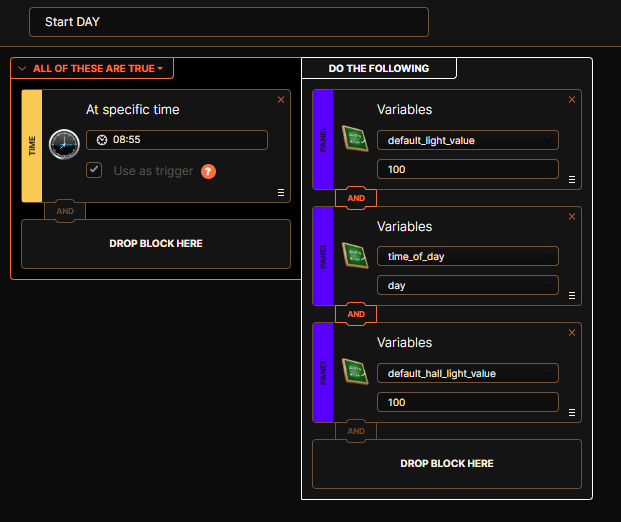 Start DAY
ALL OF THESE ARE TRUE
TIME
At specific time
08:55
Use as trigger ?
AND
DROP BLOCK HERE
DO THE FOLLOWING
PANEL
Variables
default_light_value
100
AND
PANEL
Variables
time_of_day
day
AND
PANEL
Variables
default_hall_light_value
100
AND
DROP BLOCK HERE